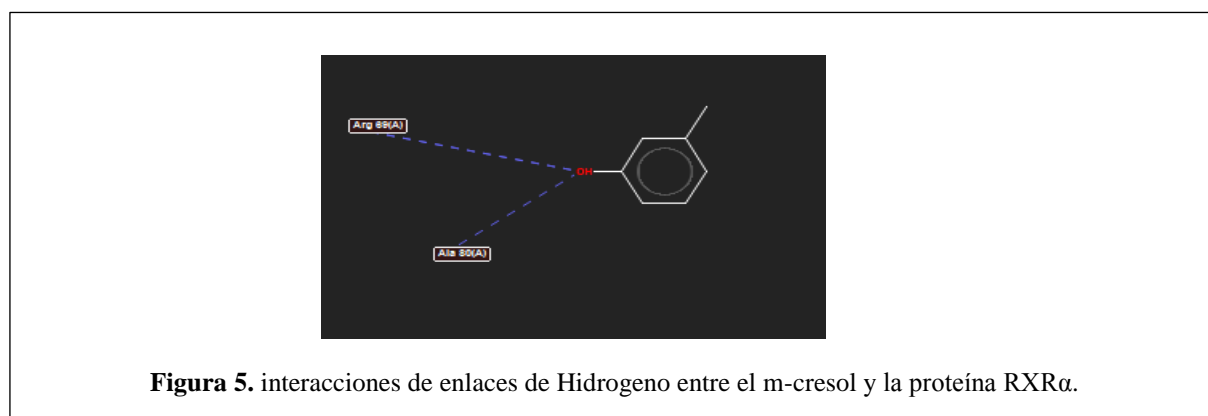 Arg 69(A)
OH
Ala 80(A)
Figura 5. interacciones de enlaces de Hidrogeno entre el m-cresol y la proteína RXRα.